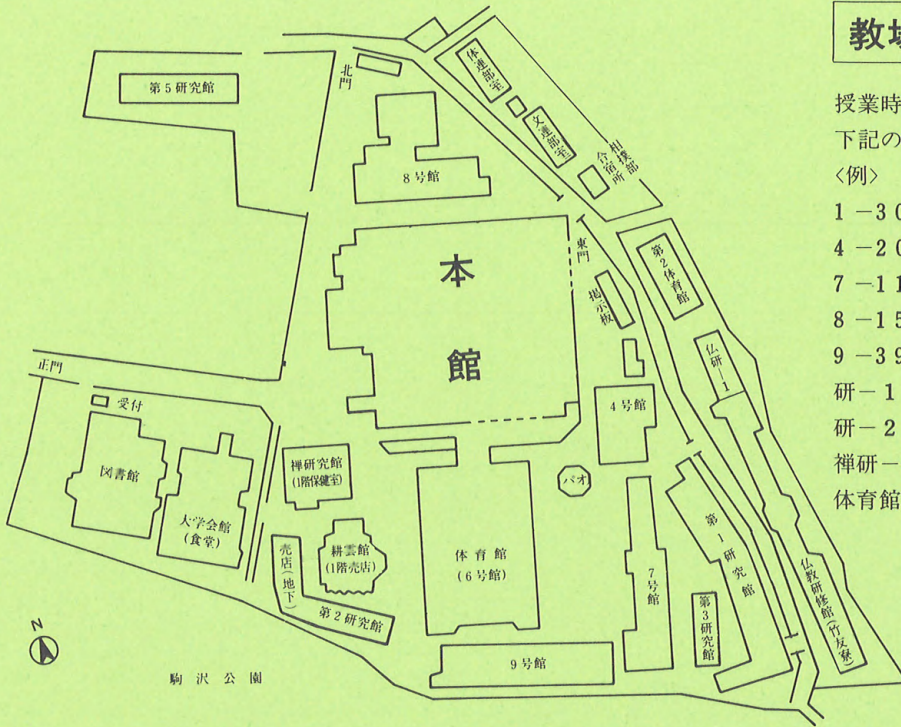 第5研究館
北門
体連部室
文連部室
相撲部
合宿所
8号館
本館
東門
掲示板
第2体育館
仏研-1
正門
受付
図書館
大学会館
(食堂)
禅研究館
(1階保健室)
耕雲館
(1階売店)
売店(地下)
第2研究館
体育館
(6号館)
4号館
パオ
7号館
第1研究館
第3研究館
仏教研修館(竹友寮)
9号館
N
駒沢公園
教
授業時
下記の
〈例〉
1-30
4-20
7-11
8-15
9-39
研-1
研-2
禅研-
体育館